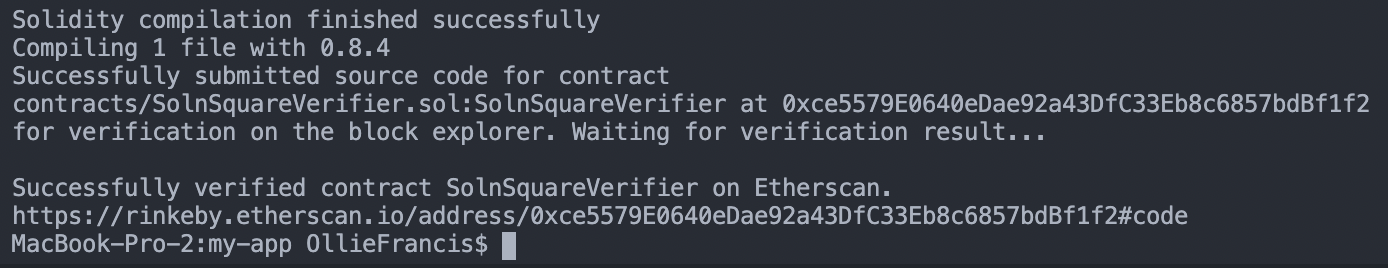 Solidity compilation finished successfully
Compiling 1 file with 0.8.4
Successfully submitted source code for contract
contracts/SolnSquareVerifier.sol:SolnSquareVerifier at 0xce5579E0640eDae92a43DfC33Eb8c6857bdBf1f2
for verification on the block explorer. Waiting for verification result...
Successfully verified contract SolnSquareVerifier on Etherscan.
https://rinkeby.etherscan.io/address/0xce5579E0640eDae92a43DfC33Eb8c6857bdBf1f2#code
MacBook-Pro-2:my-app OllieFrancis$